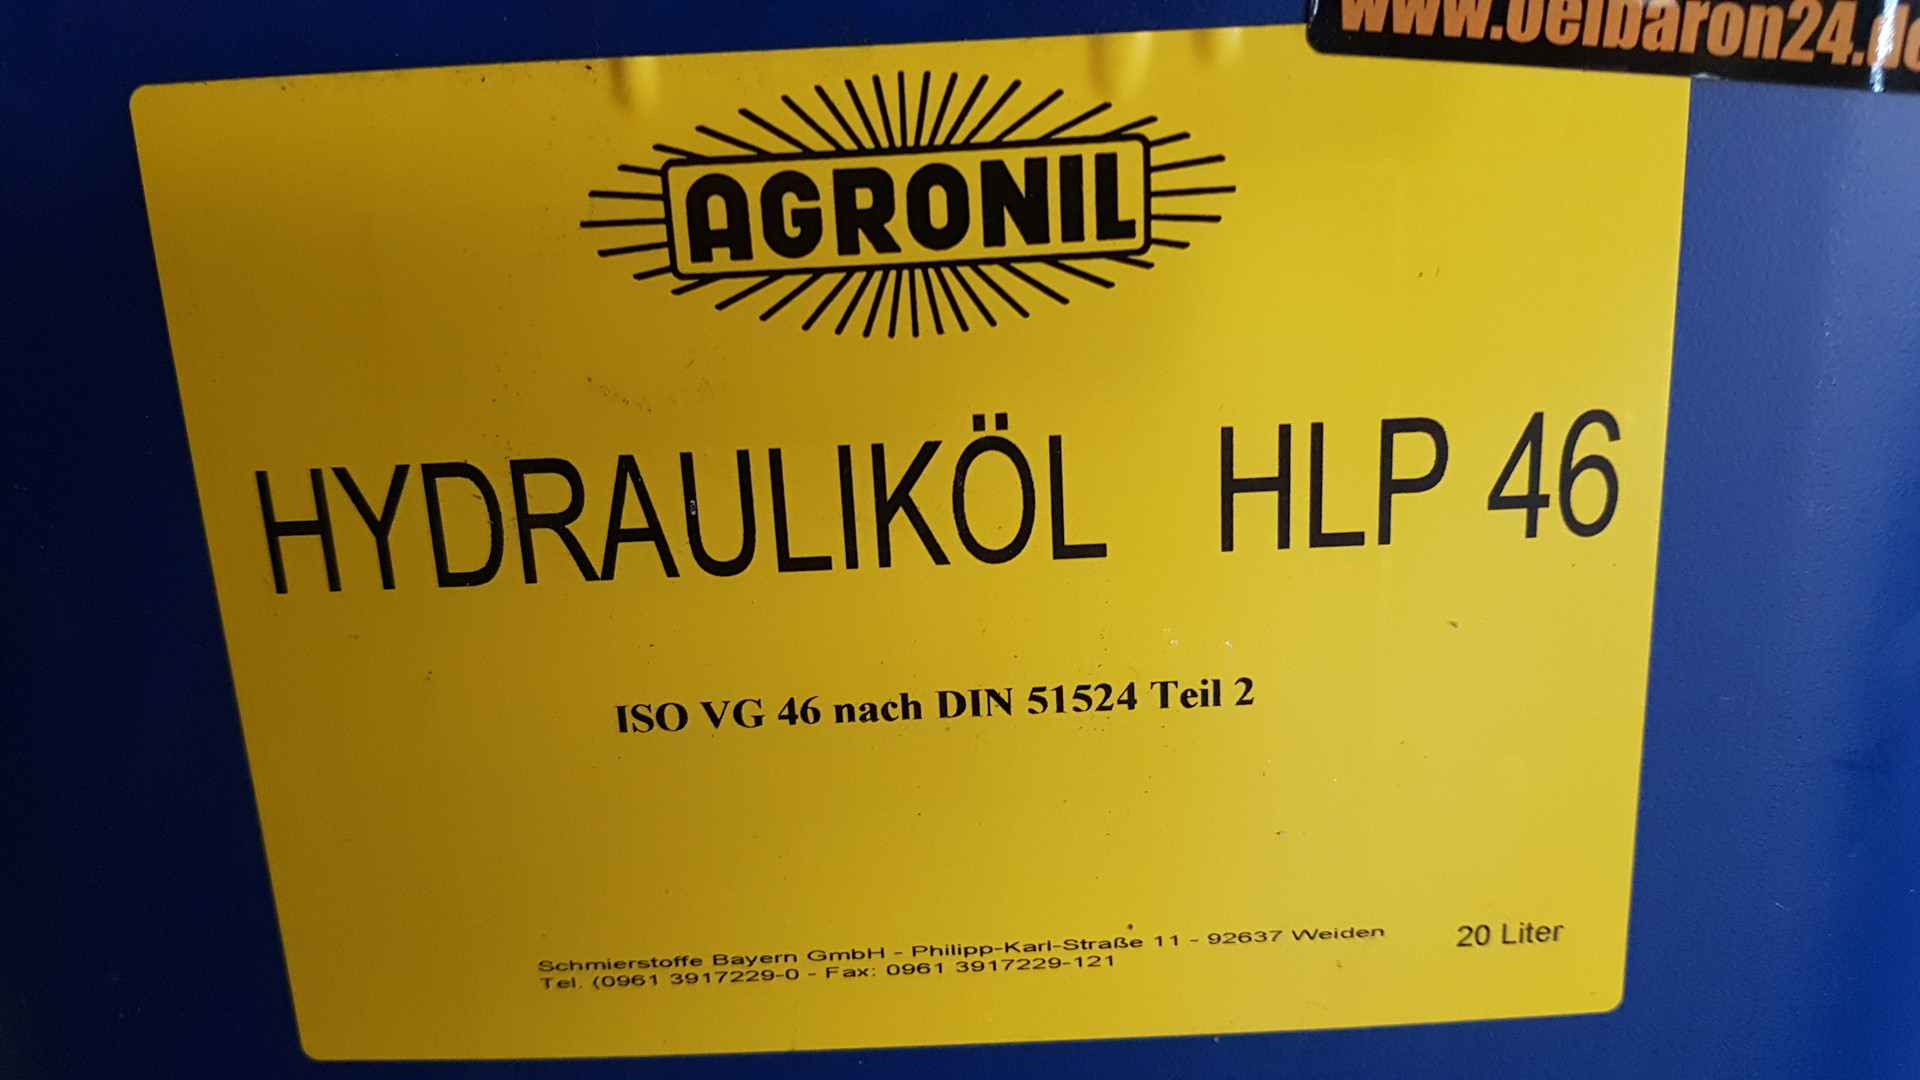 www.oelbaron24.de
AGRONIL
HYDRAULIKÖL HLP 46
ISO VG 46 nach DIN 51524 Teil 2
Schmierstoffe Bayern GmbH - Philipp-Karl-Straße 11 - 92637 Weiden
Tel. (0961 3917229-0 - Fax: 0961 3917229-121
20 Liter